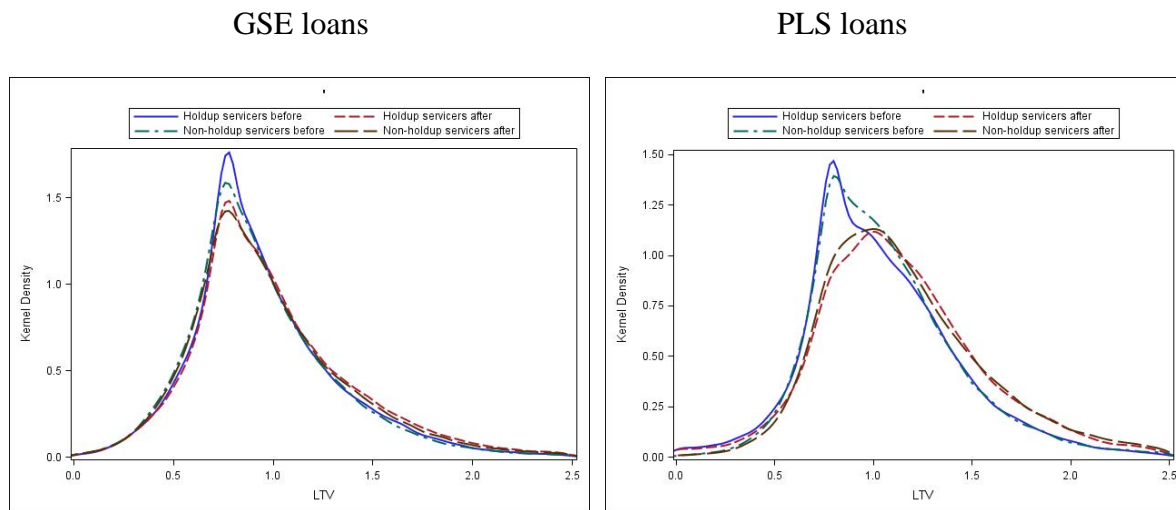 GSE loans
PLS loans
Holdup servicers before Holdup servicers after
Non-holdup servicers before Non-holdup servicers after
1.5
1.0
0.5
0.0
Kernel Density
0.0 0.5 1.0 1.5 2.0 2.5
LTV
Holdup servicers before Holdup servicers after
Non-holdup servicers before Non-holdup servicers after
1.50
1.25
1.00
0.75
0.50
0.25
0.00
Kernel Density
0.0 0.5 1.0 1.5 2.0 2.5
LTV